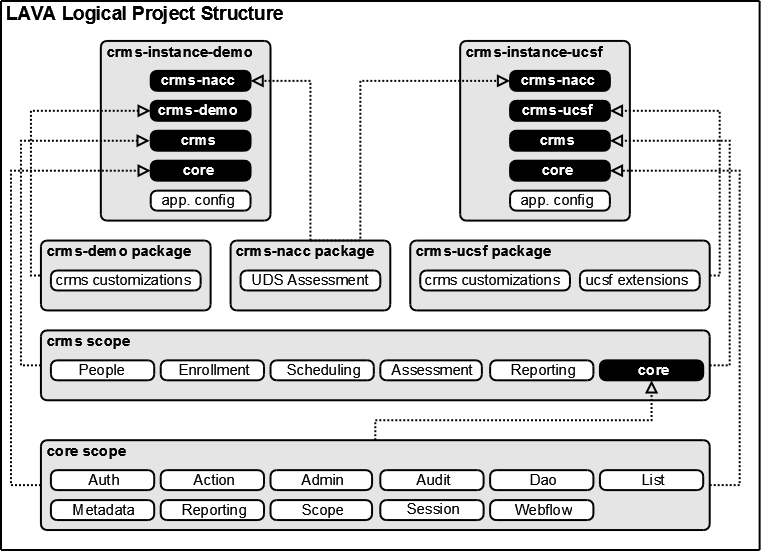 LAVA Logical Project Structure
crms-instance-demo
crms-nacc
crms-demo
crms
core
app. config
crms-instance-ucsf
crms-nacc
crms-ucsf
crms
core
app. config
crms-demo package
crms customizations
crms-nacc package
UDS Assessment
crms-ucsf package
crms customizations
ucsf extensions
crms scope
People
Enrollment
Scheduling
Assessment
Reporting
core
core scope
Auth
Action
Admin
Audit
Dao
List
Metadata
Reporting
Scope
Session
Webflow